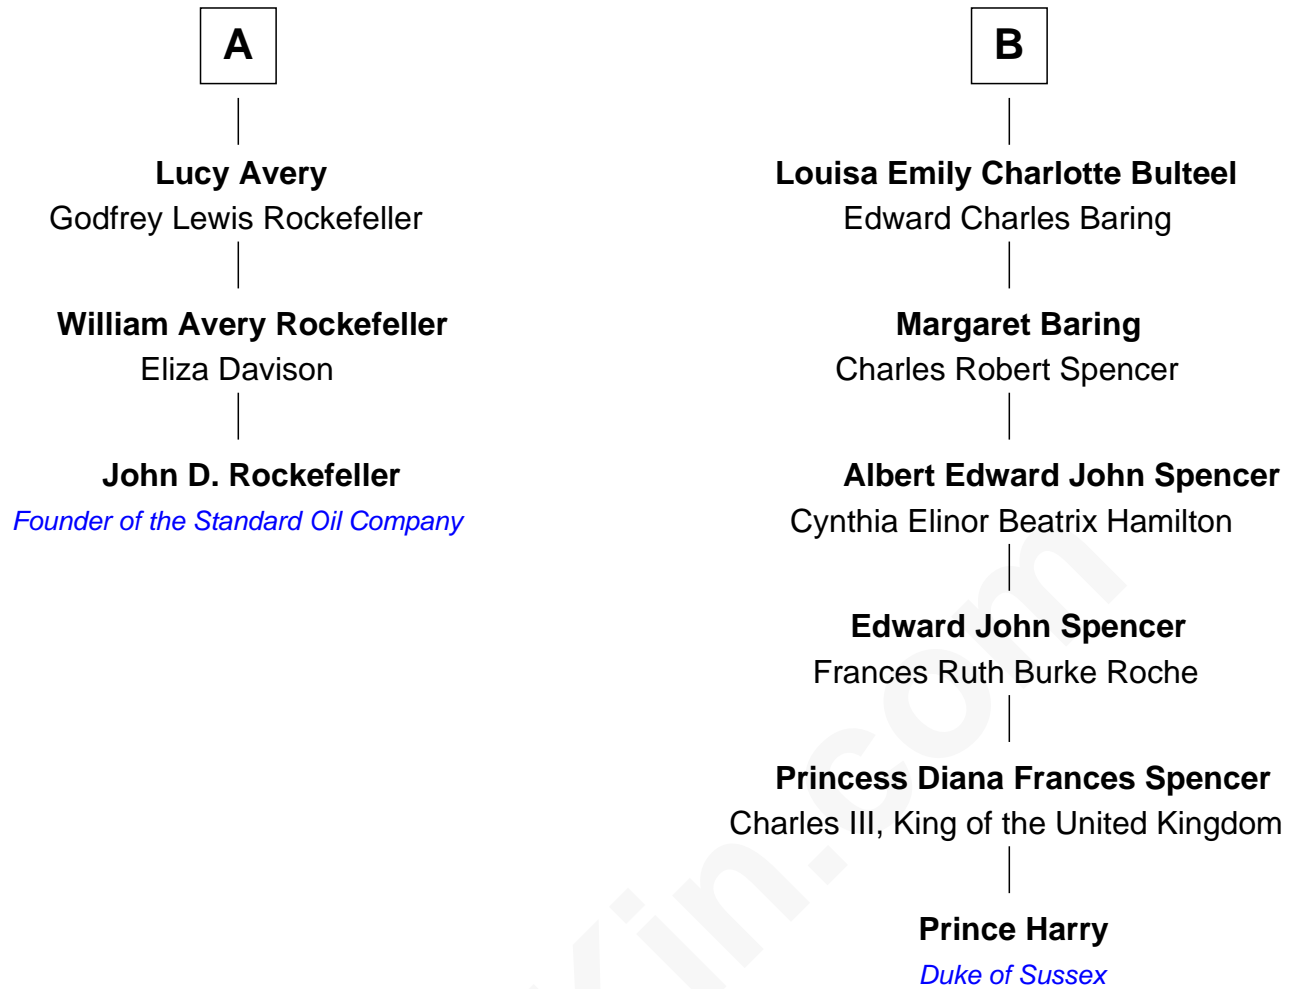 A
Lucy Avery
Godfrey Lewis Rockefeller
William Avery Rockefeller
Eliza Davison
John D. Rockefeller
Founder of the Standard Oil Company
B
Louisa Emily Charlotte Bulteel
Edward Charles Baring
Margaret Baring
Charles Robert Spencer
Albert Edward John Spencer
Cynthia Elinor Beatrix Hamilton
Edward John Spencer
Frances Ruth Burke Roche
Princess Diana Frances Spencer
Charles III, King of the United Kingdom
Prince Harry
Duke of Sussex